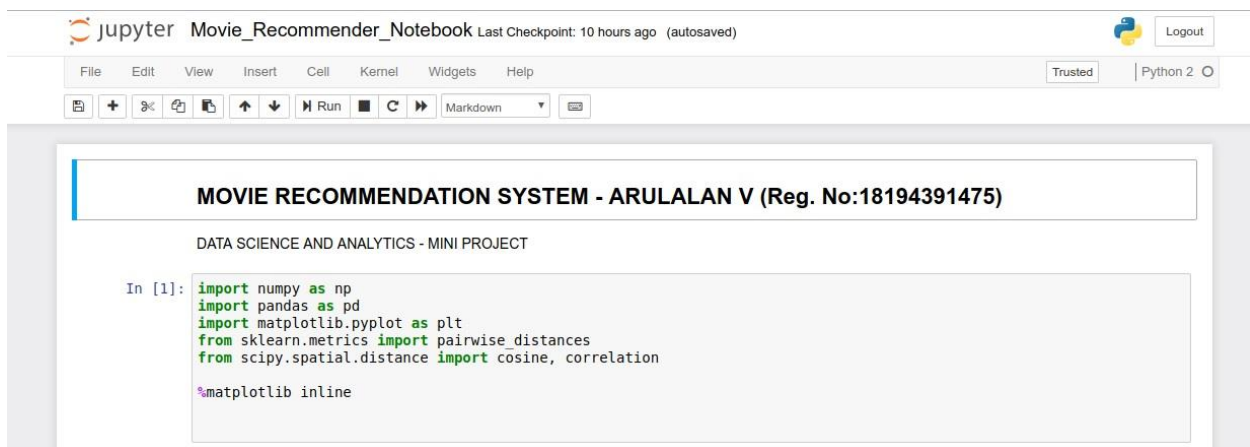 jupyter Movie_Recommender_Notebook Last Checkpoint: 10 hours ago (autosaved) Logout
File Edit View Insert Cell Kernel Widgets Help Trusted Python 2
Run Markdown
MOVIE RECOMMENDATION SYSTEM - ARULALAN V (Reg. No:18194391475)
DATA SCIENCE AND ANALYTICS - MINI PROJECT
In [1]: import numpy as np
import pandas as pd
import matplotlib.pyplot as plt
from sklearn.metrics import pairwise_distances
from scipy.spatial.distance import cosine, correlation
%matplotlib inline